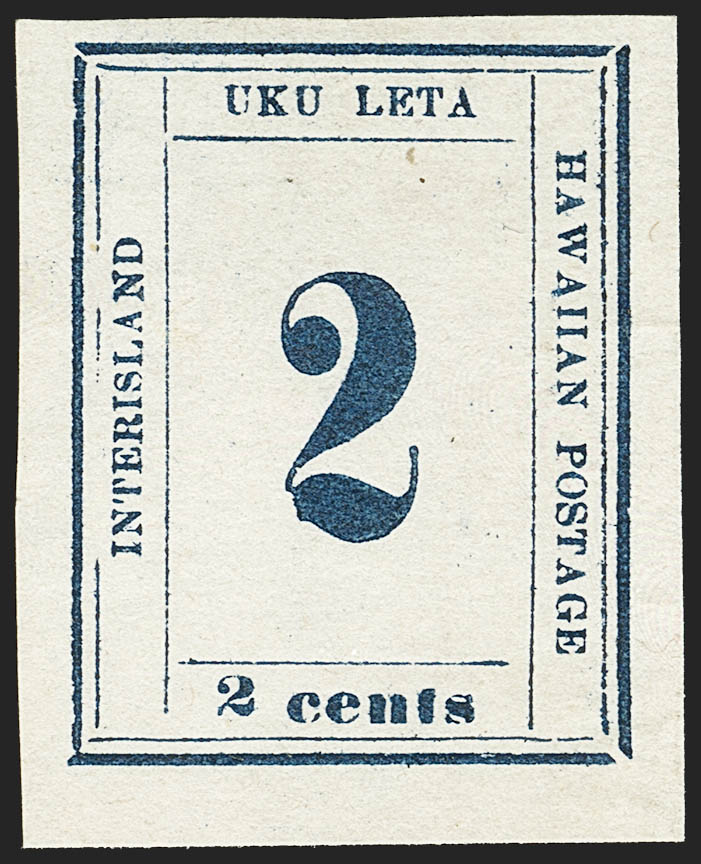 UKU LETA
INTERISLAND
2
HAWAIIAN POSTAGE
2 cents